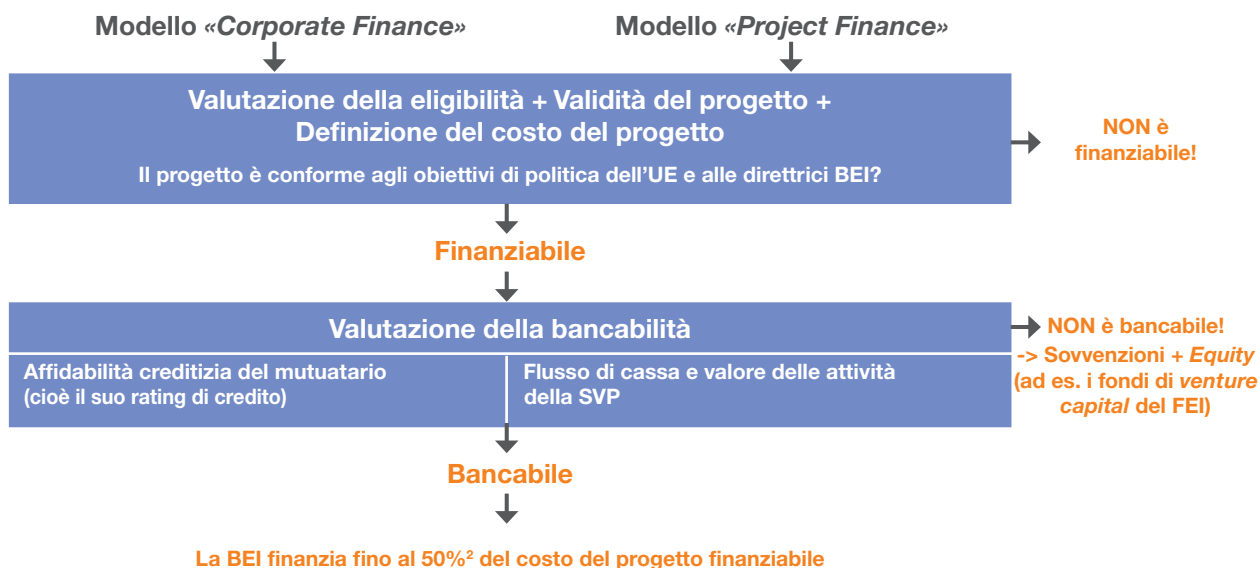 Modello «Corporate Finance»
Modello «Project Finance»
Valutazione della eligibilità + Validità del progetto +
Definizione del costo del progetto
Il progetto è conforme agli obiettivi di politica dell'UE e alle direttrici BEI?
NON è
finanziabile!
Finanziabile
Valutazione della bancabilità
Affidabilità creditizia del mutuatario
(cioè il suo rating di credito)
Flusso di cassa e valore delle attività
della SVP
NON è bancabile!
-> Sovvenzioni + Equity
(ad es. i fondi di venture
capital del FEI)
Bancabile
La BEI finanzia fino al 50%² del costo del progetto finanziabile